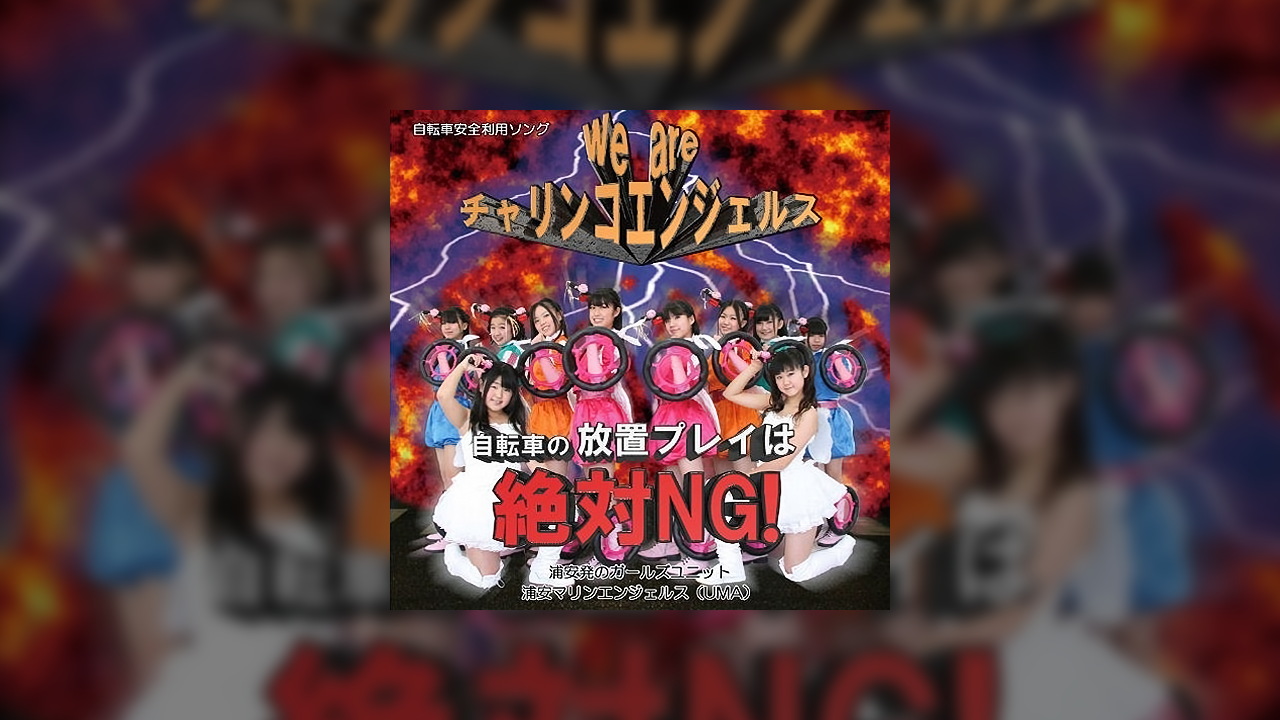 自転車安全利用ソング
We are
チャリンコエンジェルス
自転車の 放置プレイは
絶対NG!
浦安発のガールズユニット
浦安マリンエンジェルス（UMA）